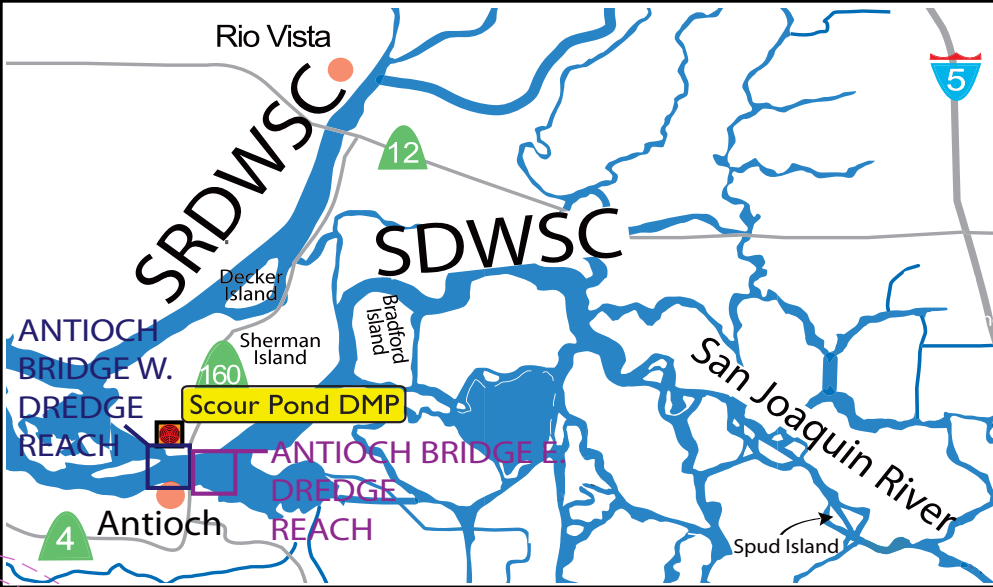 Rio Vista
5
SRDWSC
12
SDWSC
Decker
Island
Bradford
Island
ANTIOCH
BRIDGE W.
DREDGE
REACH
Sherman
Island
160
Scour Pond DMP
San Joaquin River
ANTIOCH BRIDGE E.
DREDGE
REACH
Antioch
4
Spud Island